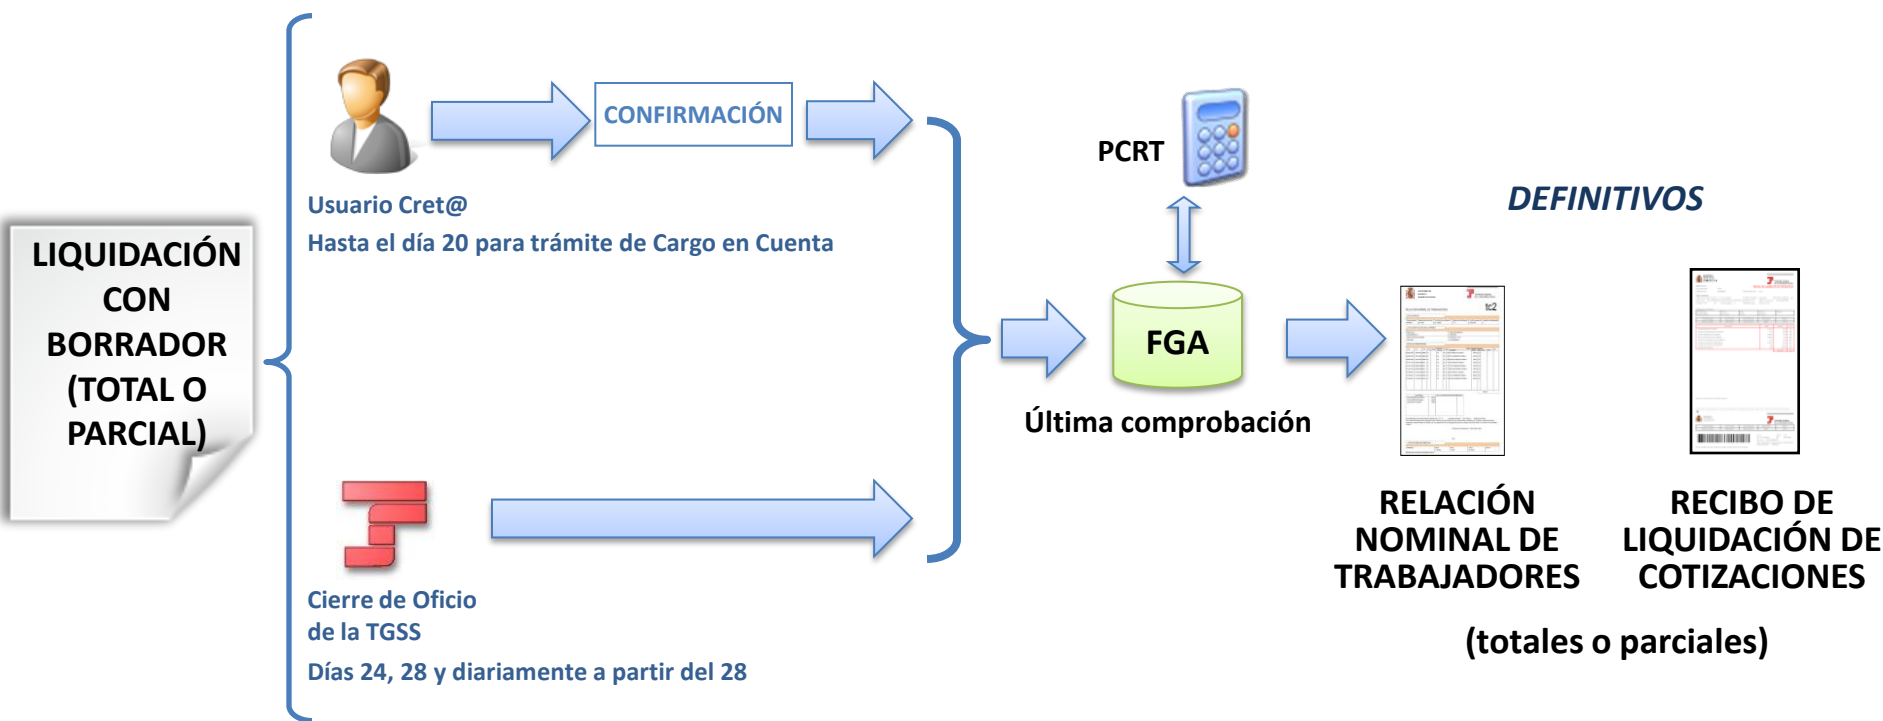 LIQUIDACIÓN
CON
BORRADOR
(TOTAL O
PARCIAL)
CONFIRMACIÓN
Usuario Cret@
Hasta el día 20 para trámite de Cargo en Cuenta
Cierre de Oficio
de la TGSS
Días 24, 28 y diariamente a partir del 28
PCRT
FGA
Última comprobación
DEFINITIVOS
tc2
RELACIÓN
NOMINAL DE
TRABAJADORES
RECIBO DE
LIQUIDACIÓN DE
COTIZACIONES
(totales o parciales)